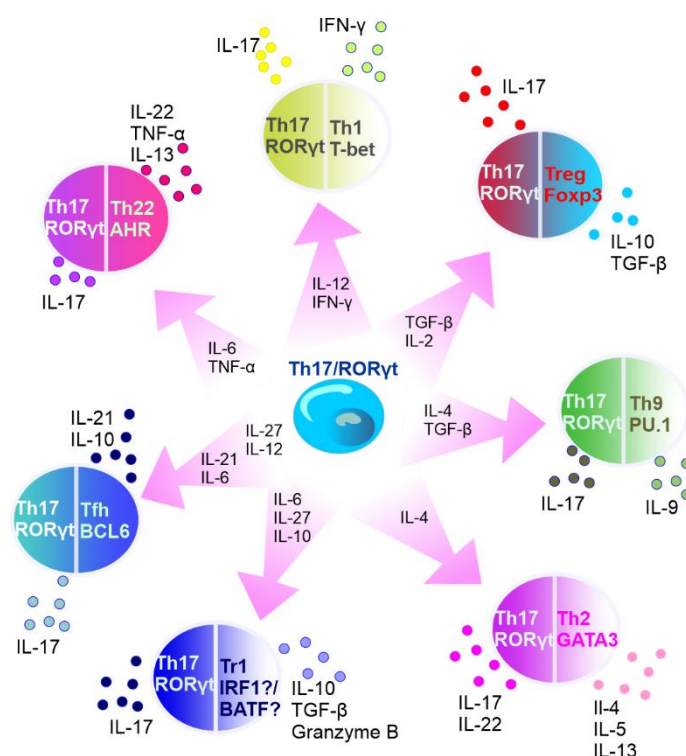 IFN-γ
IL-17
Th17
RORγt
Th1
T-bet
IL-17
Th17
RORγt
Treg
Foxp3
IL-10
TGF-β
IL-22
TNF-α
IL-13
Th17
RORγt
Th22
AHR
IL-17
IL-12
IFN-γ
TGF-β
IL-2
IL-6
TNF-α
Th17/RORγt
IL-4
TGF-β
Th17
RORγt
Th9
PU.1
IL-17
IL-9
IL-21
IL-10
IL-27
IL-12
IL-21
IL-6
Th17
RORγt
Tfh
BCL6
IL-17
IL-6
IL-27
IL-10
IL-4
Th17
RORγt
Th2
GATA3
IL-17
IL-22
Il-4
IL-5
IL-13
Th17
RORγt
Tr1
IRF1?/
BATF?
IL-17
IL-10
TGF-β
Granzyme B